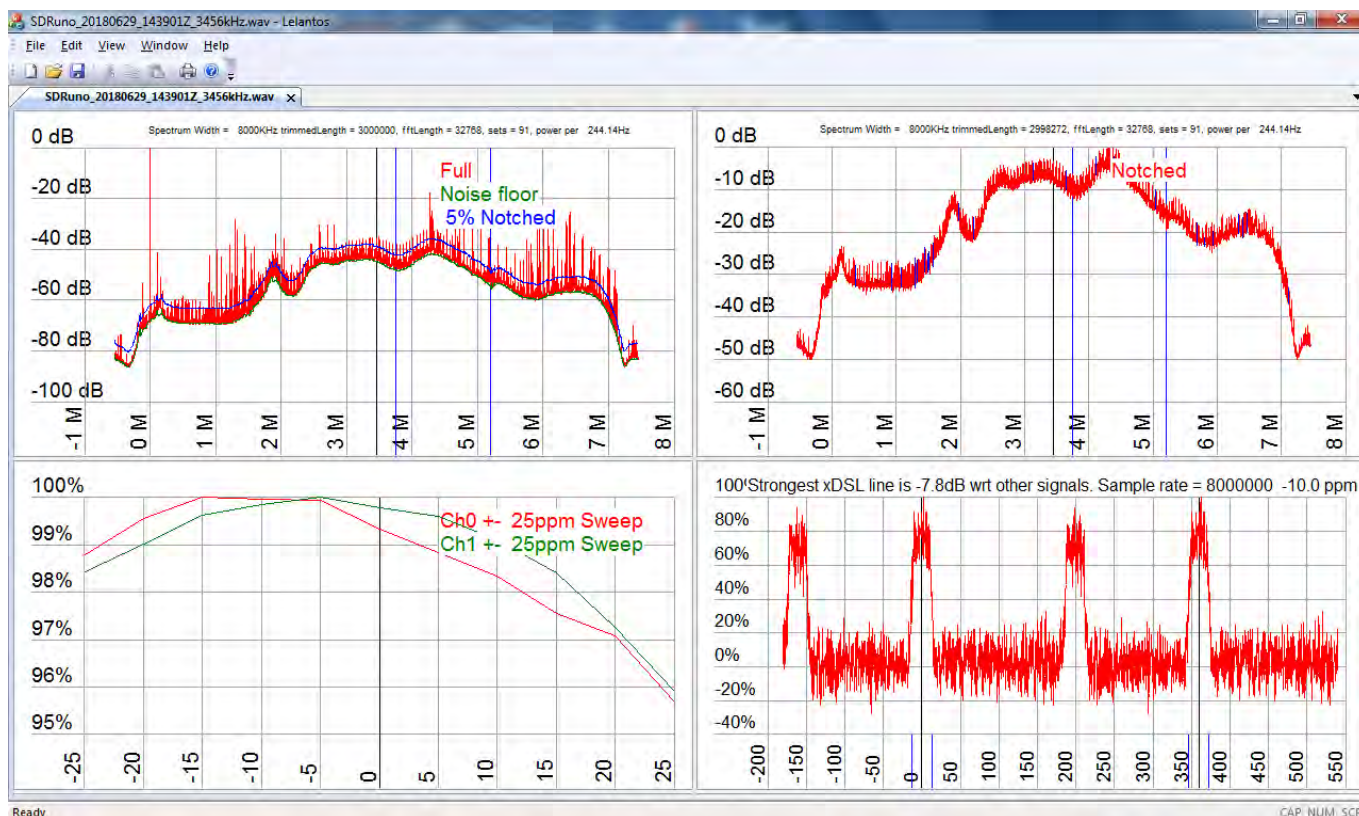 SDRuno_20180629_143901Z_3456kHz.wav - Lelantos
File Edit View Window Help
SDRuno_20180629_143901Z_3456kHz.wav x
Spectrum Width = 8000KHz trimmedLength = 3000000, fftLength = 32768, sets = 91, power per 244.14Hz
0 dB
-20 dB
-40 dB
-60 dB
-80 dB
-100 dB
Full
Noise floor
5% Notched
-1 M 0 M 1 M 2 M 3 M 4 M 5 M 6 M 7 M 8 M
Spectrum Width = 8000KHz trimmedLength = 2998272, fftLength = 32768, sets = 91, power per 244.14Hz
0 dB
-10 dB
-20 dB
-30 dB
-40 dB
-50 dB
-60 dB
Notched
-1 M 0 M 1 M 2 M 3 M 4 M 5 M 6 M 7 M 8 M
100%
99%
98%
97%
96%
95%
Ch0 +- 25ppm Sweep
Ch1 +- 25ppm Sweep
-25 -20 -15 -10 -5 0 5 10 15 20 25
Strongest xDSL line is -7.8dB wrt other signals. Sample rate = 8000000 -10.0 ppm
80%
60%
40%
20%
0%
-20%
-40%
-200 -150 -100 -50 0 50 100 150 200 250 300 350 400 450 500 550
Ready
CAP NUM